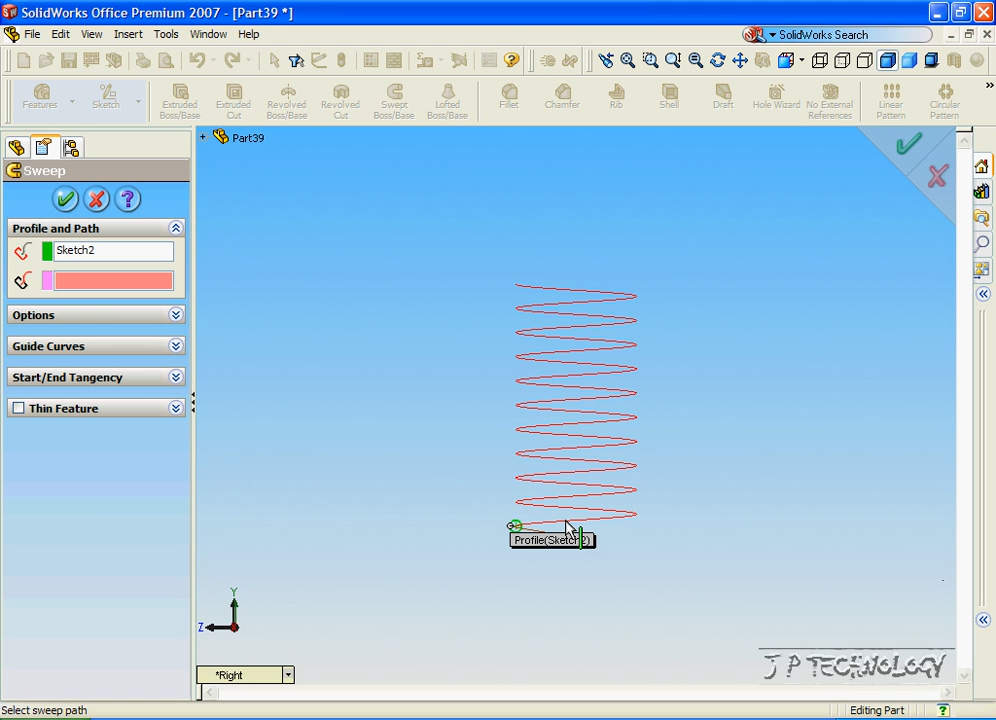 SolidWorks Office Premium 2007 - [Part39 *]
File Edit View Insert Tools Window Help SolidWorks Search
Features Sketch Extruded Boss/Base Extruded Cut Revolved Boss/Base Revolved Cut Swept Boss/Base Lofted Boss/Base Fillet Chamfer Rib Shell Draft Hole Wizard No External References Linear Pattern Circular Pattern
Part39
Sweep
Profile and Path
Sketch2
Options
Guide Curves
Start/End Tangency
Thin Feature
Profile(Sketch2)
Y
Z
*Right
J P TECHNOLOGY
Select sweep path Editing Part